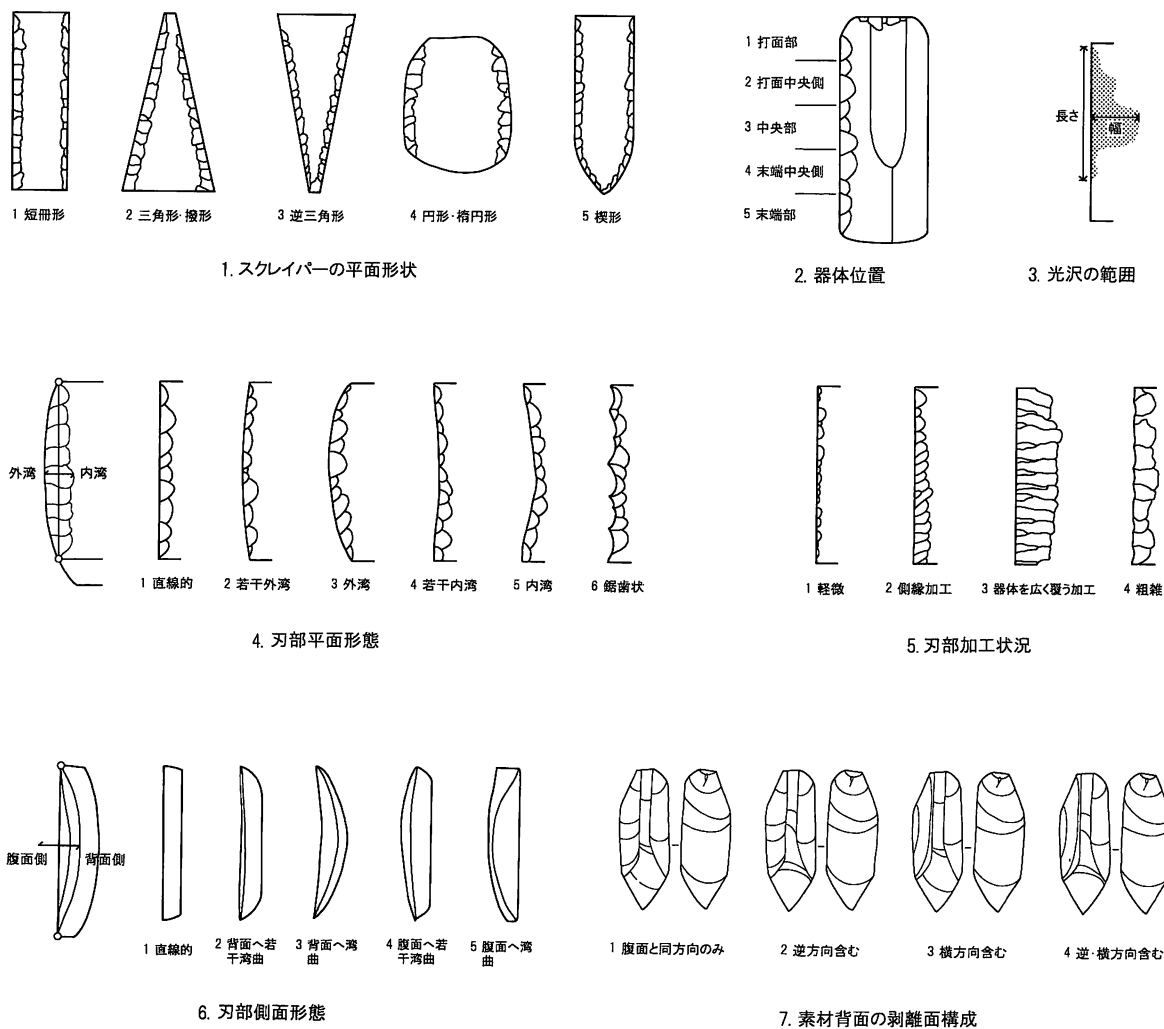 1 短冊形
2 三角形・撥形
3 逆三角形
4 円形・楕円形
5 楔形
1. スクレイパーの平面形状
1 打面部
2 打面中央側
3 中央部
4 末端中央側
5 末端部
2. 器体位置
長さ
幅
3. 光沢の範囲
外湾
内湾
1 直線的
2 若干外湾
3 外湾
4 若干内湾
5 内湾
6 鋸歯状
4. 刃部平面形態
1 軽微
2 側縁加工
3 器体を広く覆う加工
4 粗雑
5. 刃部加工状況
腹面側
背面側
1 直線的
2 背面へ若
干湾曲
3 背面へ湾
曲
4 腹面へ若
干湾曲
5 腹面へ湾
曲
6. 刃部側面形態
1 腹面と同方向のみ
2 逆方向含む
3 横方向含む
4 逆・横方向含む
7. 素材背面の剥離面構成